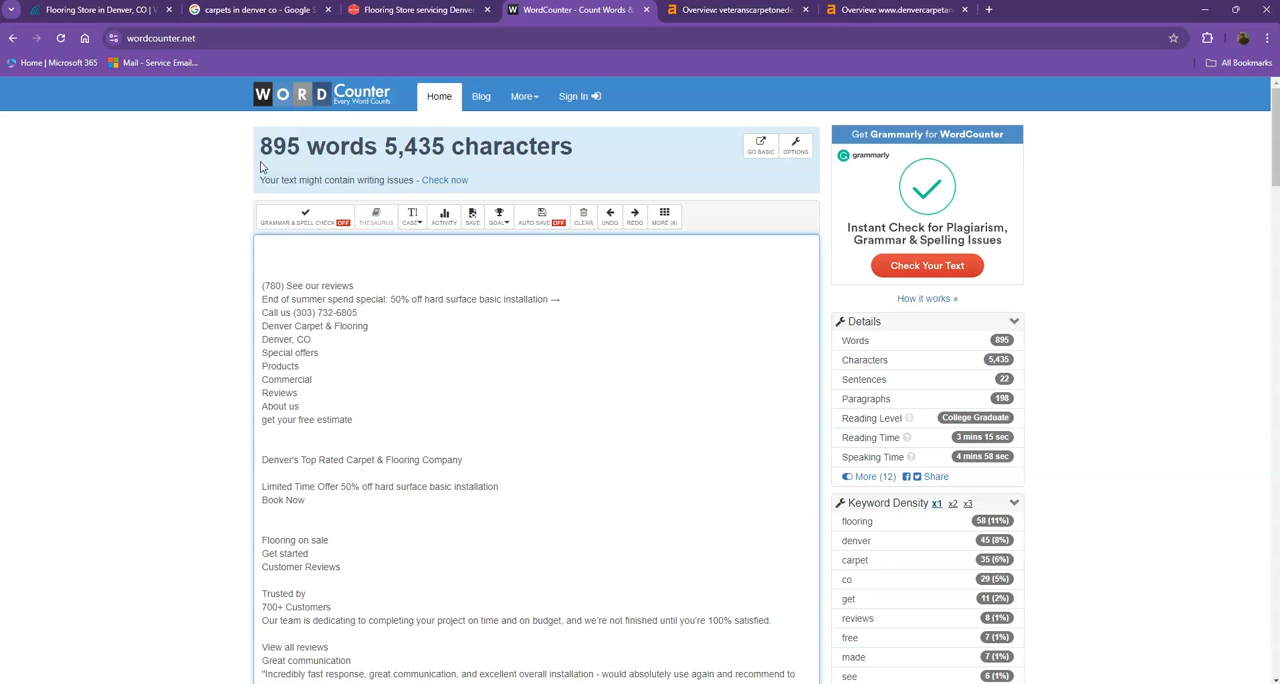 Flooring Store in Denver, CO | V
carpets in denver co - Google S
Flooring Store servicing Denver
WordCounter - Count Words &
Overview: veteranscarpetonede
Overview: www.denvercarpetan
wordcounter.net
Home | Microsoft 365
Mail - Service Email...
All Bookmarks
WORD Counter
Every Word Counts
Home
Blog
More
Sign In
895 words 5,435 characters
GO BASIC
OPTIONS
Your text might contain writing issues - Check now
GRAMMAR & SPELL CHECK OFF
THESAURUS
CASE
ACTIVITY
SAVE
GOAL
AUTO SAVE OFF
CLEAR
UNDO
REDO
MORE (9)
(780) See our reviews
End of summer spend special: 50% off hard surface basic installation →
Call us (303) 732-6805
Denver Carpet & Flooring
Denver, CO
Special offers
Products
Commercial
Reviews
About us
get your free estimate
Denver's Top Rated Carpet & Flooring Company
Limited Time Offer 50% off hard surface basic installation
Book Now
Flooring on sale
Get started
Customer Reviews
Trusted by
700+ Customers
Our team is dedicating to completing your project on time and on budget, and we're not finished until you're 100% satisfied.
View all reviews
Great communication
"Incredibly fast response, great communication, and excellent overall installation - would absolutely use again and recommend to
Get Grammarly for WordCounter
grammarly
Instant Check for Plagiarism,
Grammar & Spelling Issues
Check Your Text
How it works »
Details
Words 895
Characters 5,435
Sentences 22
Paragraphs 198
Reading Level College Graduate
Reading Time 3 mins 15 sec
Speaking Time 4 mins 58 sec
More (12) Share
Keyword Density x1 x2 x3
flooring 58 (11%)
denver 45 (8%)
carpet 35 (6%)
co 29 (5%)
get 11 (2%)
reviews 8 (1%)
free 7 (1%)
made 7 (1%)
see 6 (1%)